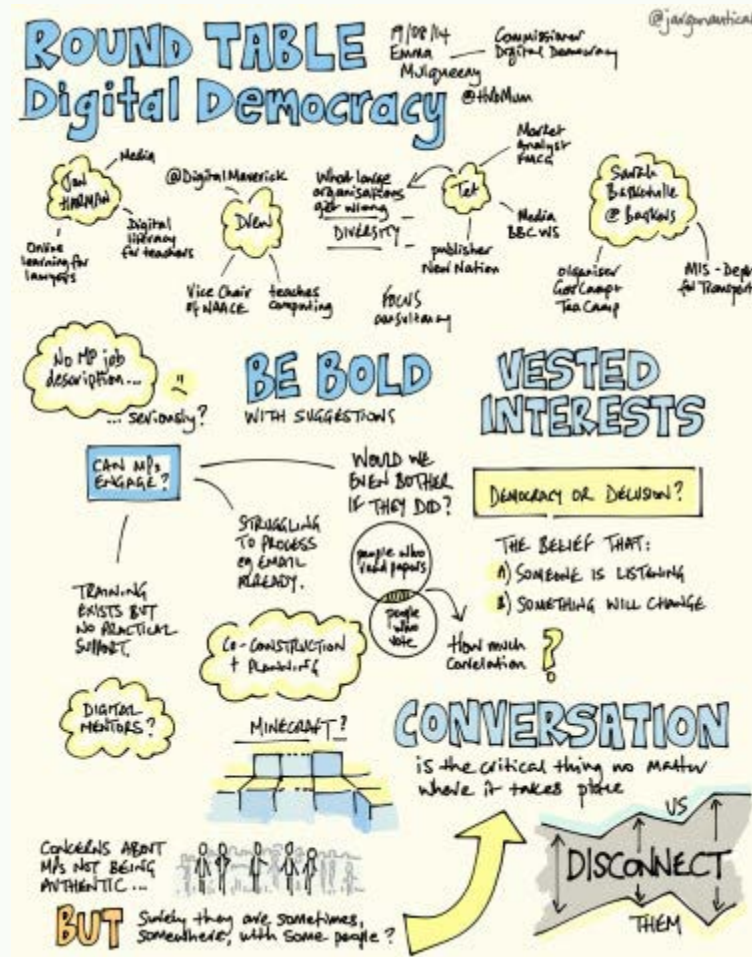 @jargonautical
ROUND TABLE
Digital Democracy
19/08/14
Emma
Mulqueeny
Commissioner
Digital Democracy
@HubMum
JON
HARMAN
Media
Online
learning for
lawyers
Digital
literacy
for teachers
@DigitalMaverick
Drew
Vice Chair
of NAACE
teaches
computing
What large
organisations
get wrong
DIVERSITY
Tet
Market
Analyst
FMCG
Media
BBC WS
publisher
New Nation
FOCUS
consultancy
Sarah
@
organiser
GovCamp+
TeaCamp
MIS - Dept
for Transport
No MP job
description...
... seriously?
BE BOLD
WITH SUGGESTIONS
VESTED
INTERESTS
CAN MPs
ENGAGE?
WOULD WE
EVEN BOTHER
IF THEY DID?
STRUGGLING
TO PROCESS
eg EMAIL
ALREADY.
TRAINING
EXISTS BUT
NO PRACTICAL
SUPPORT.
DIGITAL
MENTORS?
people who
read papers
people
who
vote
How much
correlation
?
DEMOCRACY OR DELUSION?
THE BELIEF THAT:
A) SOMEONE IS LISTENING
B) SOMETHING WILL CHANGE
CO-CONSTRUCTION
+ PLANNING
MINECRAFT?
CONVERSATION
is the critical thing no matter
where it takes place
CONCERNS ABOUT
MPs NOT BEING
AUTHENTIC...
BUT
Surely they are sometimes,
somewhere, with some people?
US
DISCONNECT
THEM